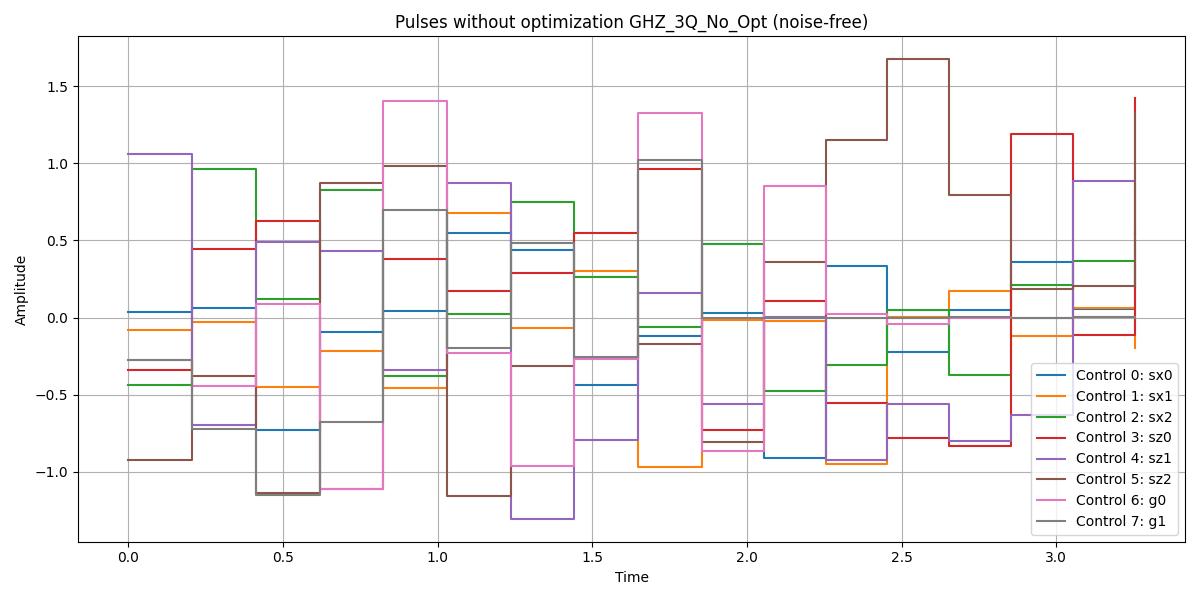 Pulses without optimization GHZ_3Q_No_Opt (noise-free)
Amplitude
1.5
1.0
0.5
0.0
−0.5
−1.0
0.0
0.5
1.0
1.5
2.0
2.5
3.0
Time
Control 0: sx0
Control 1: sx1
Control 2: sx2
Control 3: sz0
Control 4: sz1
Control 5: sz2
Control 6: g0
Control 7: g1